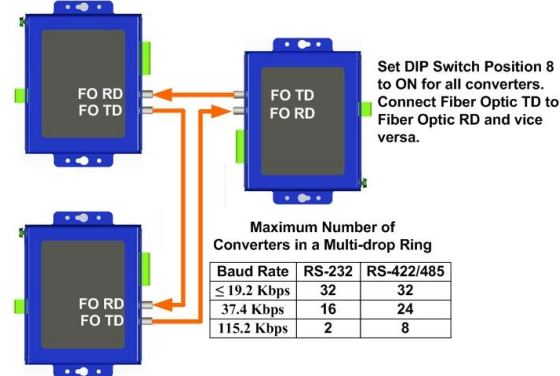 FO RD
FO TD
FO TD
FO RD
Set DIP Switch Position 8
to ON for all converters.
Connect Fiber Optic TD to
Fiber Optic RD and vice
versa.
FO RD
FO TD
Maximum Number of
Converters in a Multi-drop Ring
Baud Rate RS-232 RS-422/485
≤ 19.2 Kbps 32 32
37.4 Kbps 16 24
115.2 Kbps 2 8